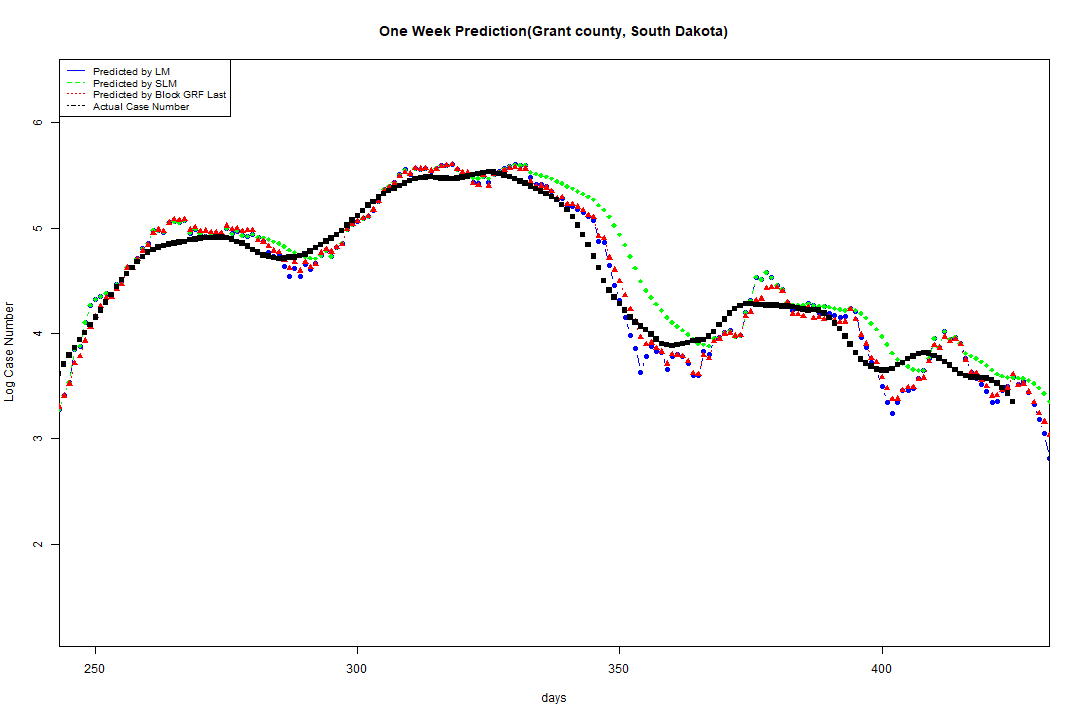 One Week Prediction(Grant county, South Dakota)
Predicted by LM
Predicted by SLM
Predicted by Block GRF Last
Actual Case Number
Log Case Number
6
5
4
3
2
250
300
350
400
days